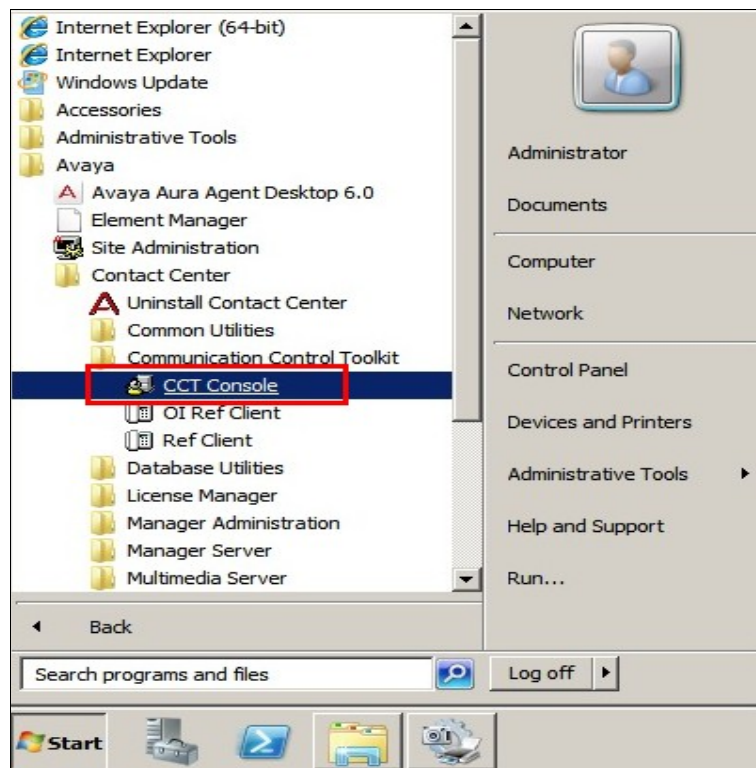 Internet Explorer (64-bit)
Internet Explorer
Windows Update
Accessories
Administrative Tools
Avaya
Avaya Aura Agent Desktop 6.0
Element Manager
Site Administration
Contact Center
Uninstall Contact Center
Common Utilities
Communication Control Toolkit
CCT Console
OI Ref Client
Ref Client
Database Utilities
License Manager
Manager Administration
Manager Server
Multimedia Server
Back
Search programs and files
Administrator
Documents
Computer
Network
Control Panel
Devices and Printers
Administrative Tools
Help and Support
Run...
Log off
Start